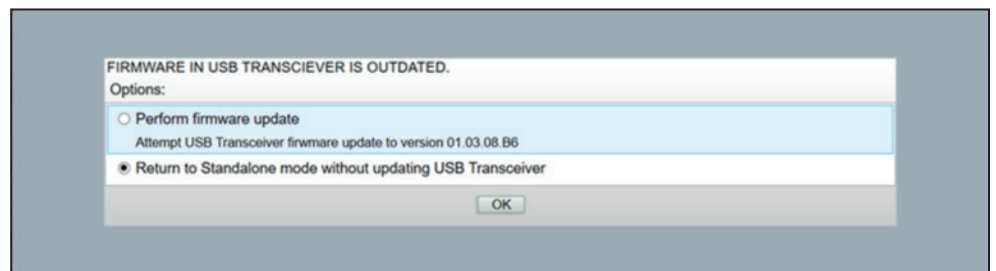 FIRMWARE IN USB TRANSCIEVER IS OUTDATED.
Options:
Perform firmware update
Attempt USB Transceiver firwmare update to version 01.03.08.B6
Return to Standalone mode without updating USB Transceiver
OK